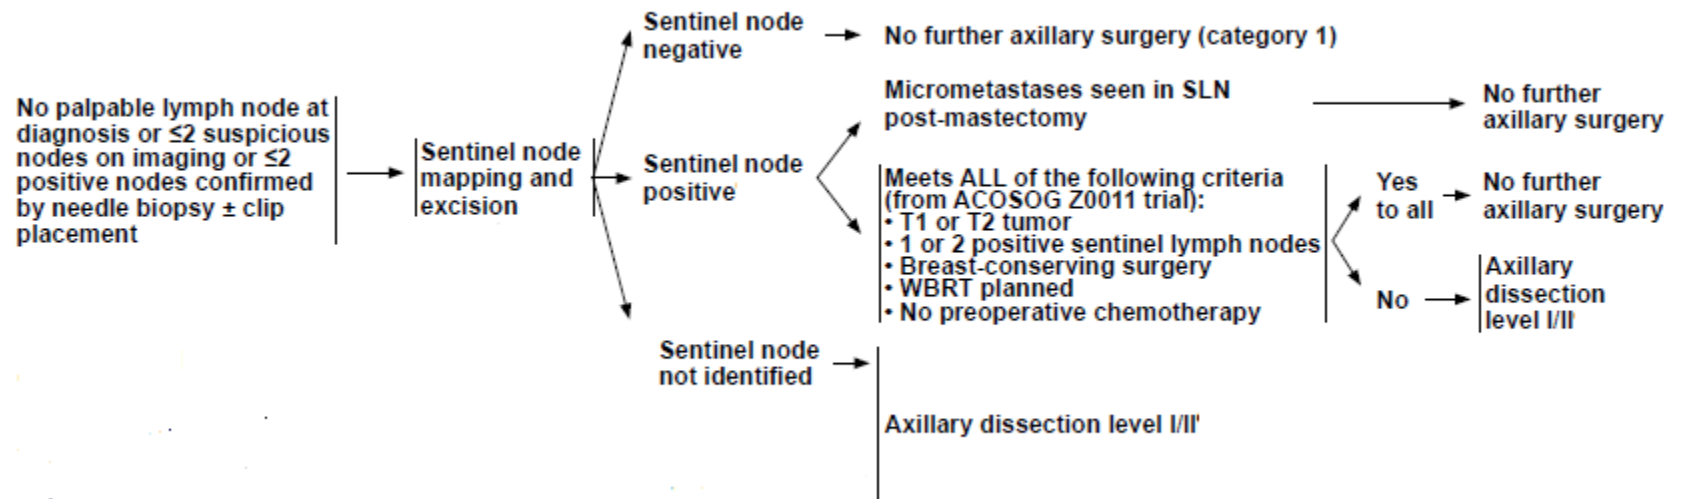 No palpable lymph node at
diagnosis or ≤2 suspicious
nodes on imaging or ≤2
positive nodes confirmed
by needle biopsy ± clip
placement
Sentinel node
mapping and
excision
Sentinel node
negative
No further axillary surgery (category 1)
Sentinel node
positive
Micrometastases seen in SLN
post-mastectomy
No further
axillary surgery
Meets ALL of the following criteria
(from ACOSOG Z0011 trial):
• T1 or T2 tumor
• 1 or 2 positive sentinel lymph nodes
• Breast-conserving surgery
• WBRT planned
• No preoperative chemotherapy
Yes
to all
No further
axillary surgery
No
Axillary
dissection
level I/II
Sentinel node
not identified
Axillary dissection level I/II